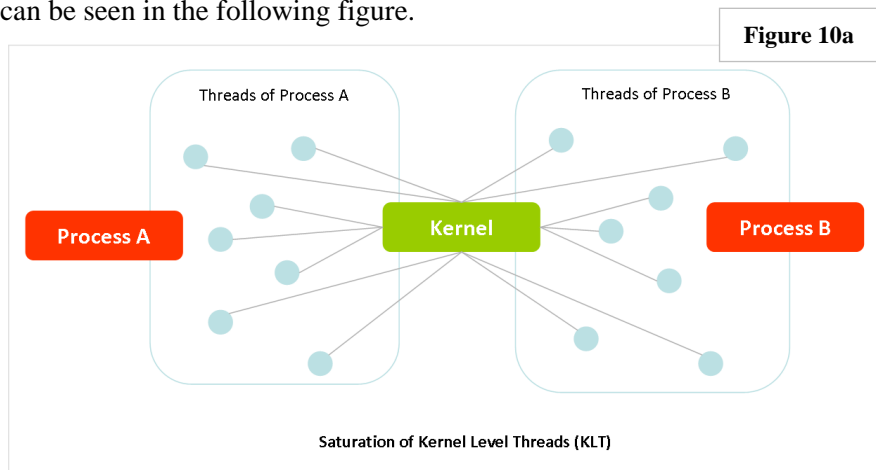 can be seen in the following figure.
Figure 10a
Threads of Process A
Threads of Process B
Process A
Kernel
Process B
Saturation of Kernel Level Threads (KLT)